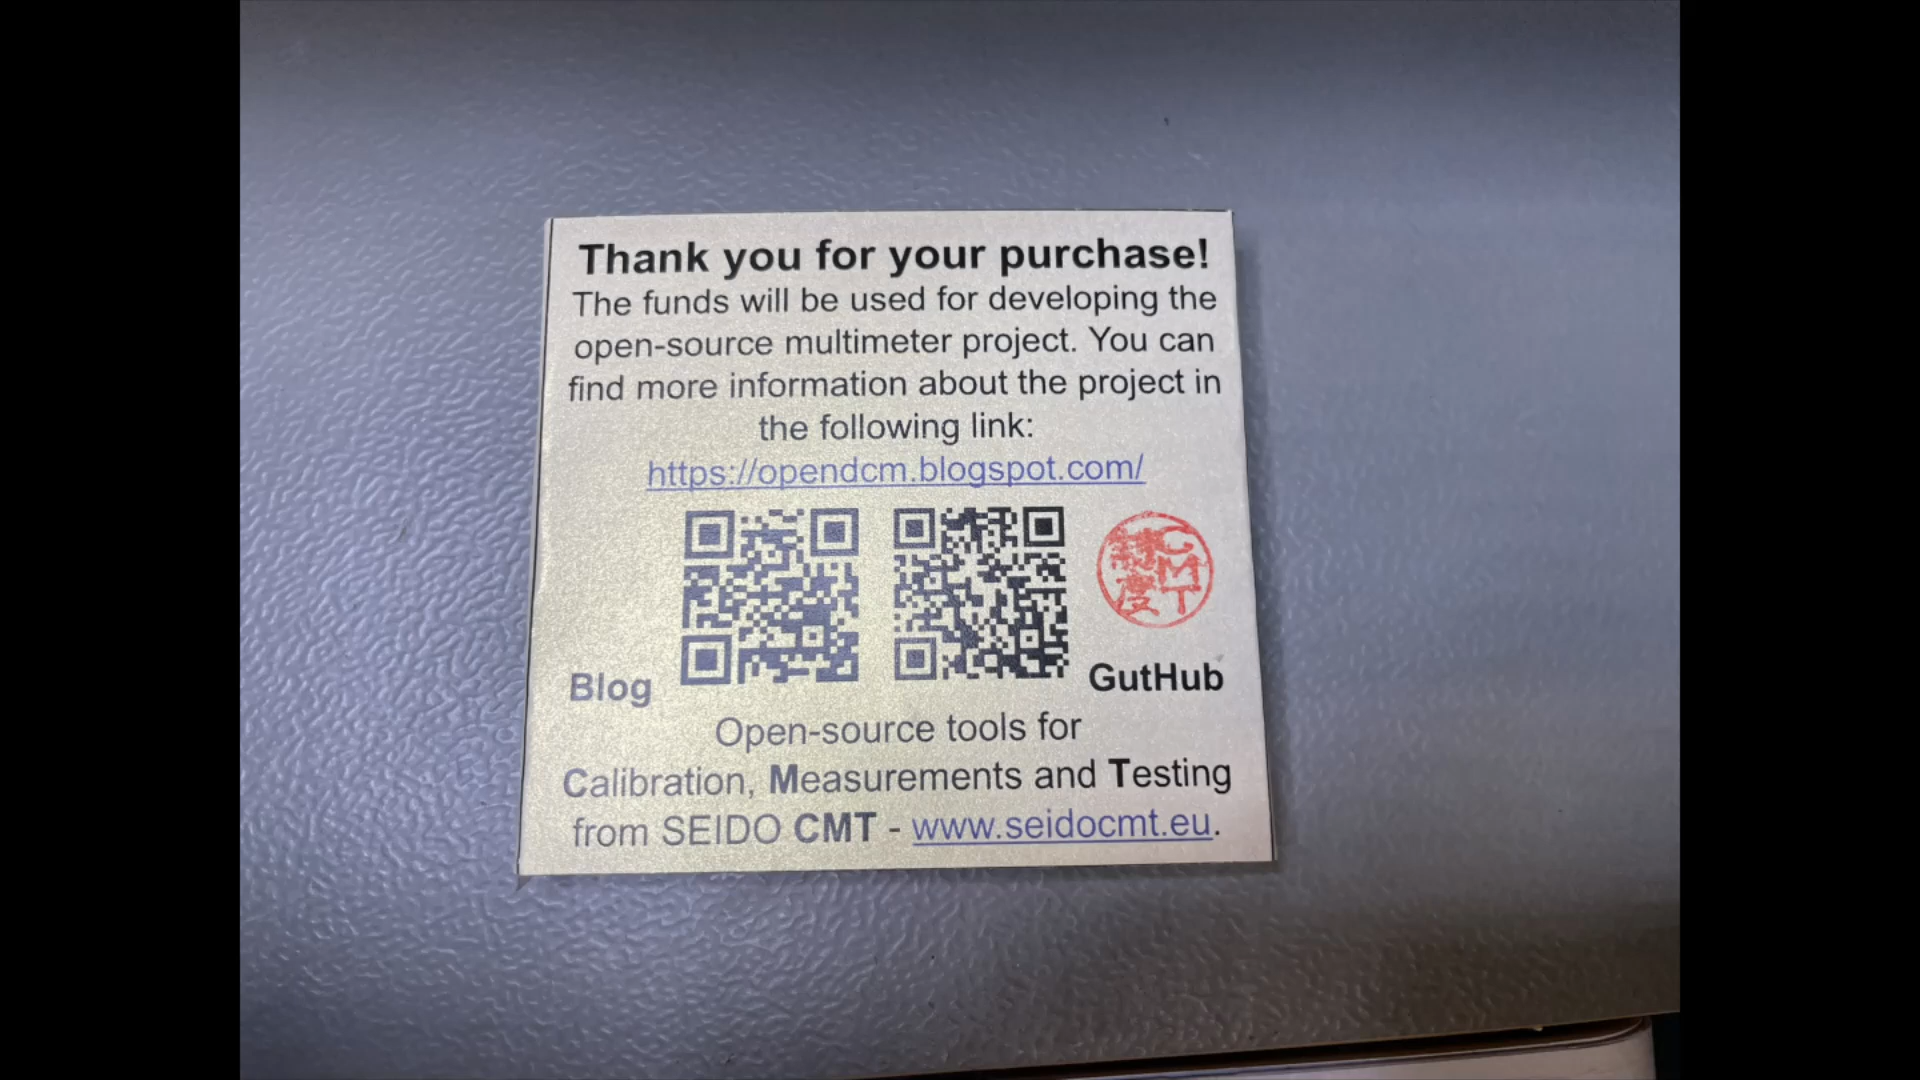 Thank you for your purchase!
The funds will be used for developing the
open-source multimeter project. You can
find more information about the project in
the following link:
https://opendcm.blogspot.com/
CMT
度
Blog
GutHub
Open-source tools for
Calibration, Measurements and Testing
from SEIDO CMT - www.seidocmt.eu.